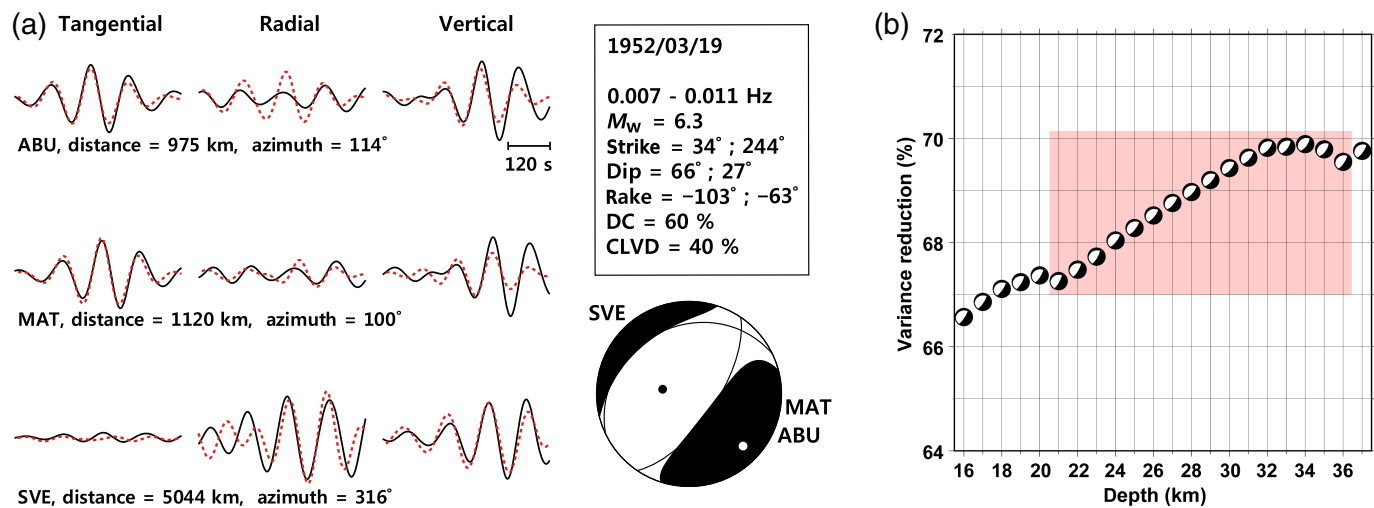 (a) Tangential Radial Vertical
ABU, distance = 975 km, azimuth = 114°
120 s
MAT, distance = 1120 km, azimuth = 100°
SVE, distance = 5044 km, azimuth = 316°
1952/03/19
0.007 - 0.011 Hz
Mw = 6.3
Strike = 34° ; 244°
Dip = 66° ; 27°
Rake = −103° ; −63°
DC = 60 %
CLVD = 40 %
SVE
MAT
ABU
(b)
72
70
68
66
64
Variance reduction (%)
16 18 20 22 24 26 28 30 32 34 36
Depth (km)